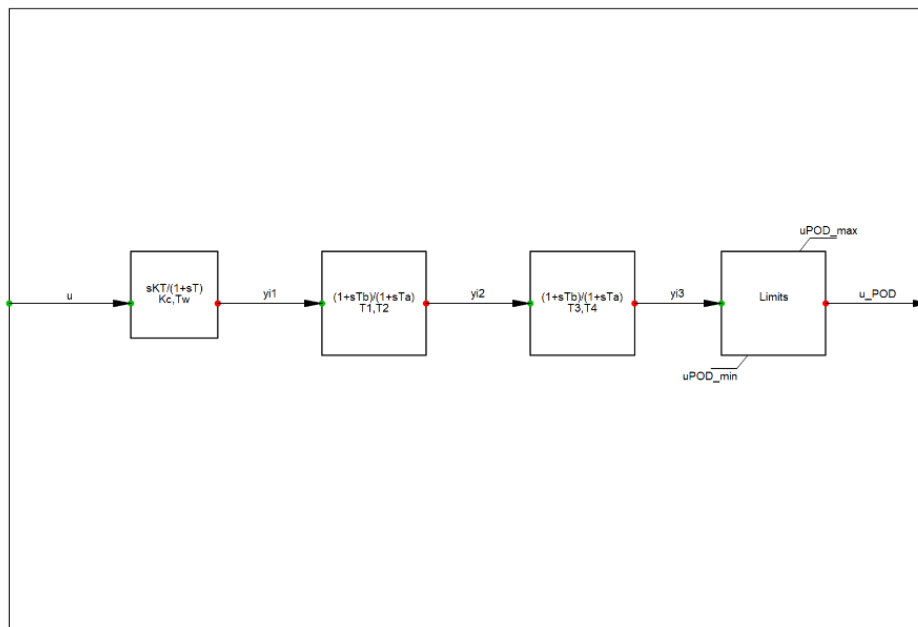 uPOD_max
sKT/(1+sT)
Kc,Tw
(1+sTb)/(1+sTa)
T1,T2
(1+sTb)/(1+sTa)
T3,T4
Limits
u
yi1
yi2
yi3
u_POD
uPOD_min